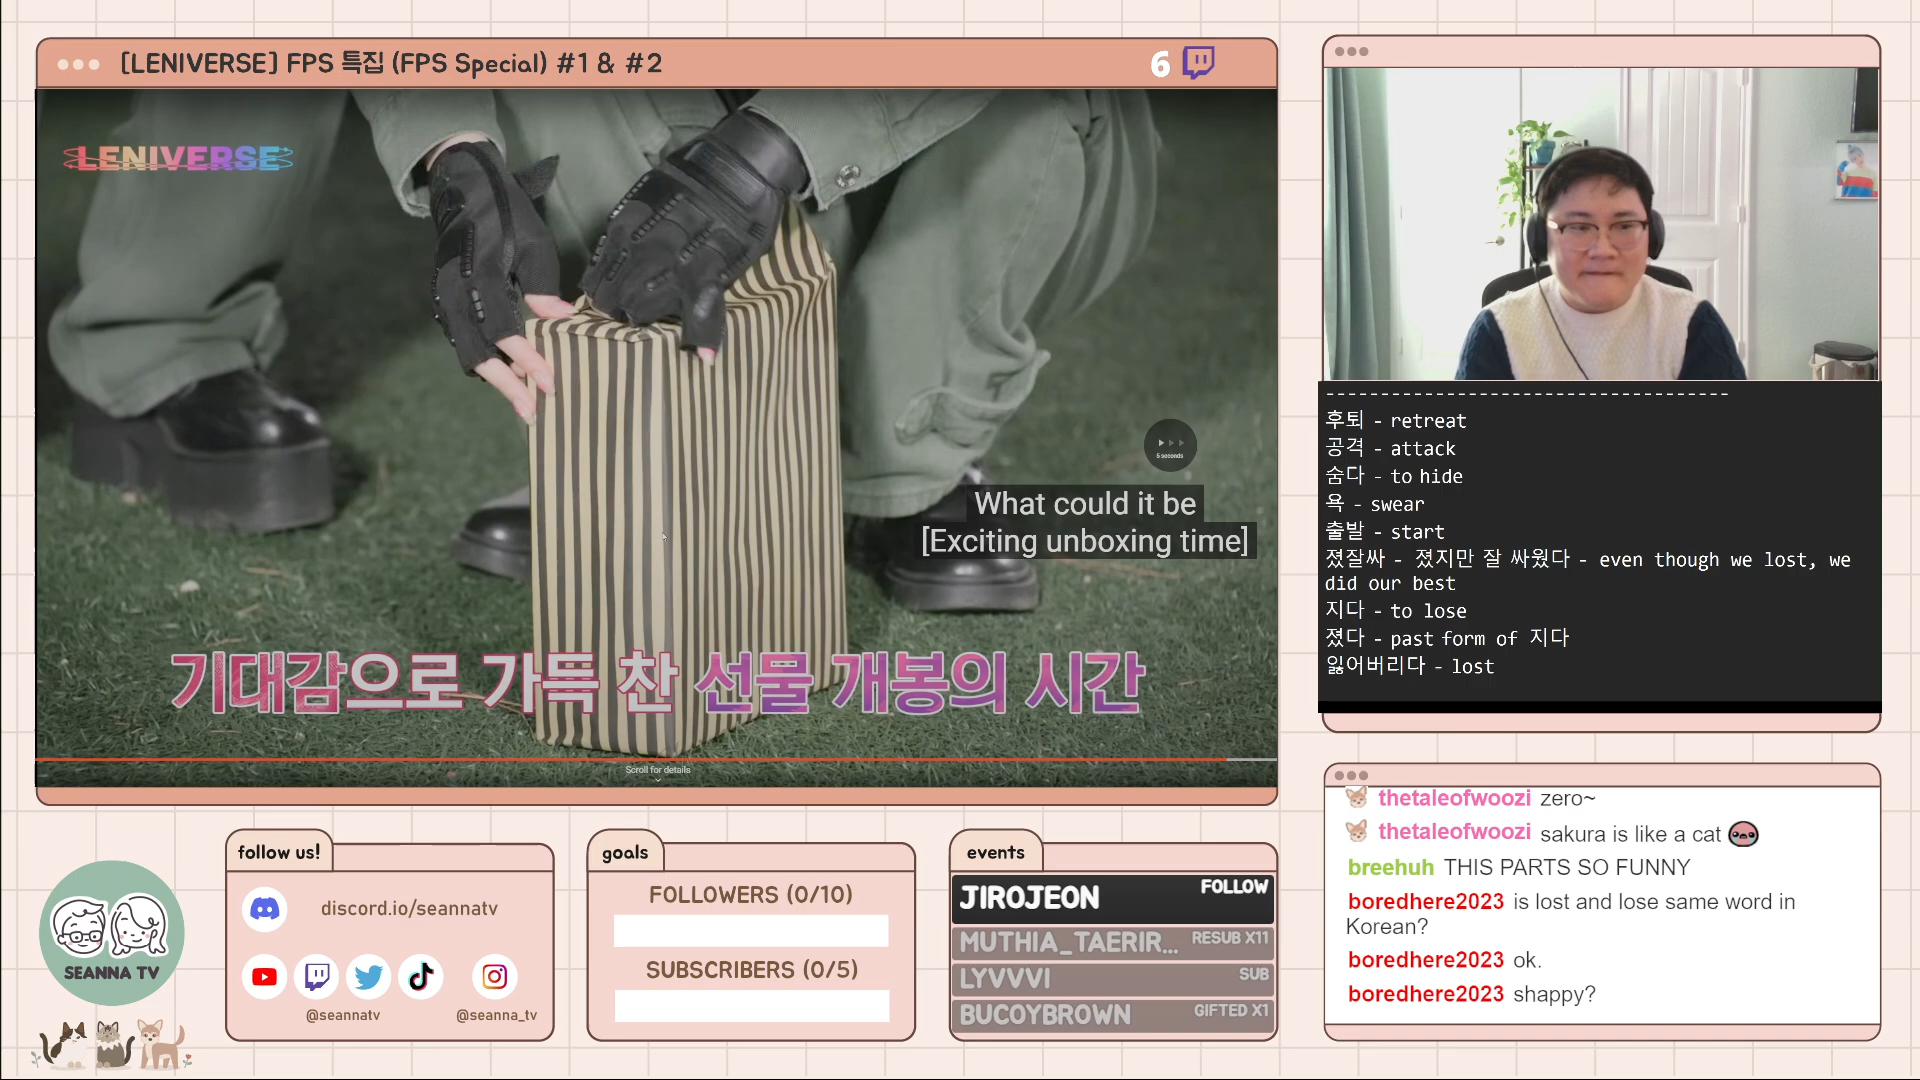 [LENIVERSE] FPS 특집 (FPS Special) #1 & #2
6
LENIVERSE
5 seconds
What could it be
[Exciting unboxing time]
기대감으로 가득 찬 선물 개봉의 시간
Scroll for details
후퇴 - retreat
공격 - attack
숨다 - to hide
욕 - swear
출발 - start
졌잘싸 - 졌지만 잘 싸웠다 - even though we lost, we
did our best
지다 - to lose
졌다 - past form of 지다
잃어버리다 - lost
thetaleofwoozi zero~
thetaleofwoozi sakura is like a cat
breehuh THIS PARTS SO FUNNY
boredhere2023 is lost and lose same word in
Korean?
boredhere2023 ok.
boredhere2023 shappy?
SEANNA TV
follow us!
discord.io/seannatv
@seannatv
@seanna_tv
goals
FOLLOWERS (0/10)
SUBSCRIBERS (0/5)
events
JIROJEON FOLLOW
MUTHIA_TAERIR... RESUB X11
LYVVVI SUB
BUCOYBROWN GIFTED X1